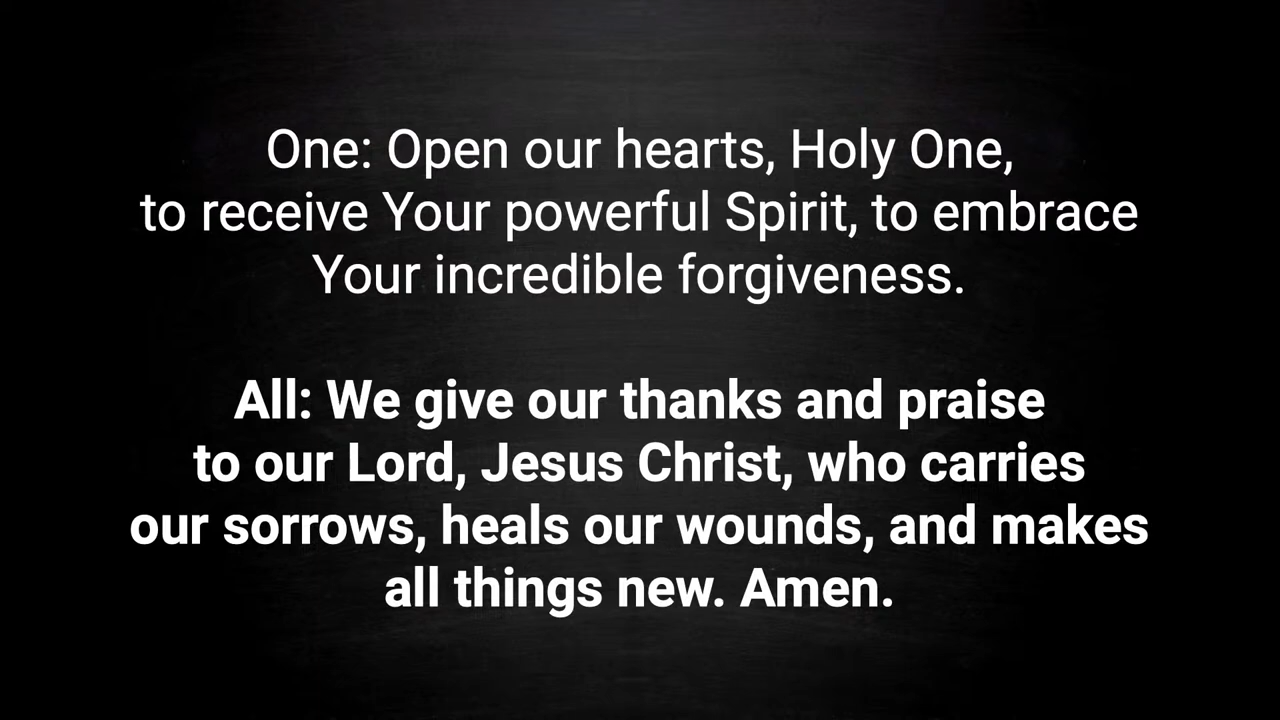 One: Open our hearts, Holy One,
to receive Your powerful Spirit, to embrace
Your incredible forgiveness.
All: We give our thanks and praise
to our Lord, Jesus Christ, who carries
our sorrows, heals our wounds, and makes
all things new. Amen.